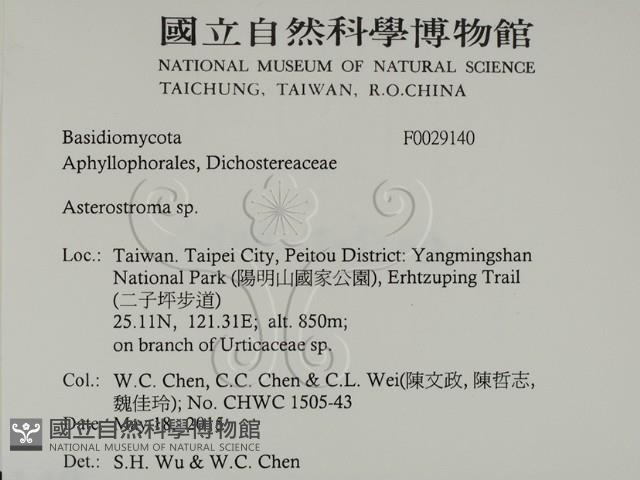 國立自然科學博物館
NATIONAL MUSEUM OF NATURAL SCIENCE
TAICHUNG, TAIWAN, R.O.CHINA
Basidiomycota F0029140
Aphyllophorales, Dichostereaceae
Asterostroma sp.
Loc.: Taiwan. Taipei City, Peitou District: Yangmingshan
National Park (陽明山國家公園), Erhtzuping Trail
(二子坪步道)
25.11N, 121.31E; alt. 850m;
on branch of Urticaceae sp.
Col.: W.C. Chen, C.C. Chen & C.L. Wei(陳文政, 陳哲志,
魏佳玲); No. CHWC 1505-43
Date: May 18, 2015
國立自然科學博物館
NATIONAL MUSEUM OF NATURAL SCIENCE
Det.: S.H. Wu & W.C. Chen